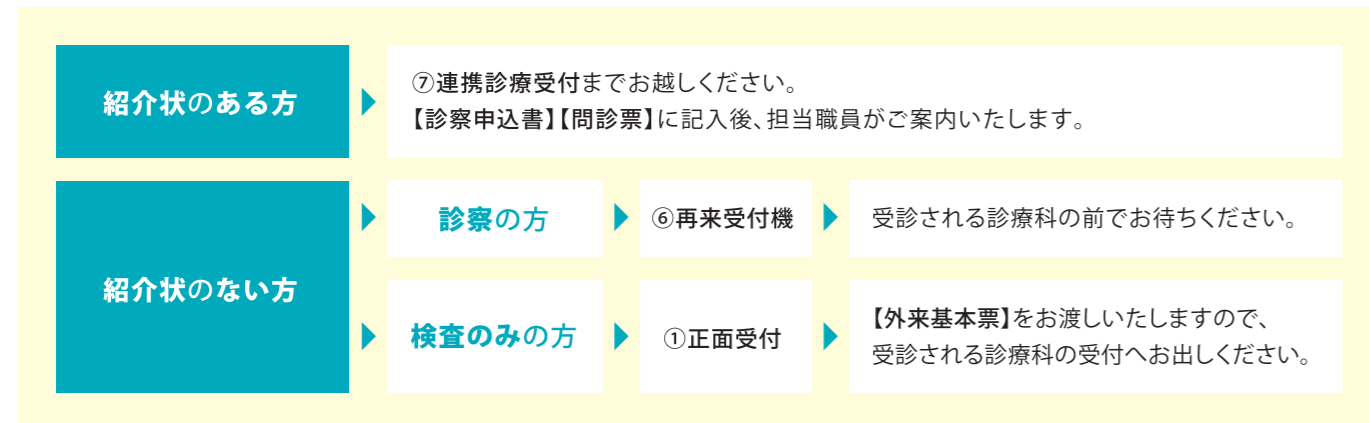 紹介状のある方
⑦連携診療受付までお越しください。
【診察申込書】【問診票】に記入後、担当職員がご案内いたします。
紹介状のない方
診察の方
⑥再来受付機
受診される診療科の前でお待ちください。
検査のみの方
①正面受付
【外来基本票】をお渡しいたしますので、
受診される診療科の受付へお出しください。